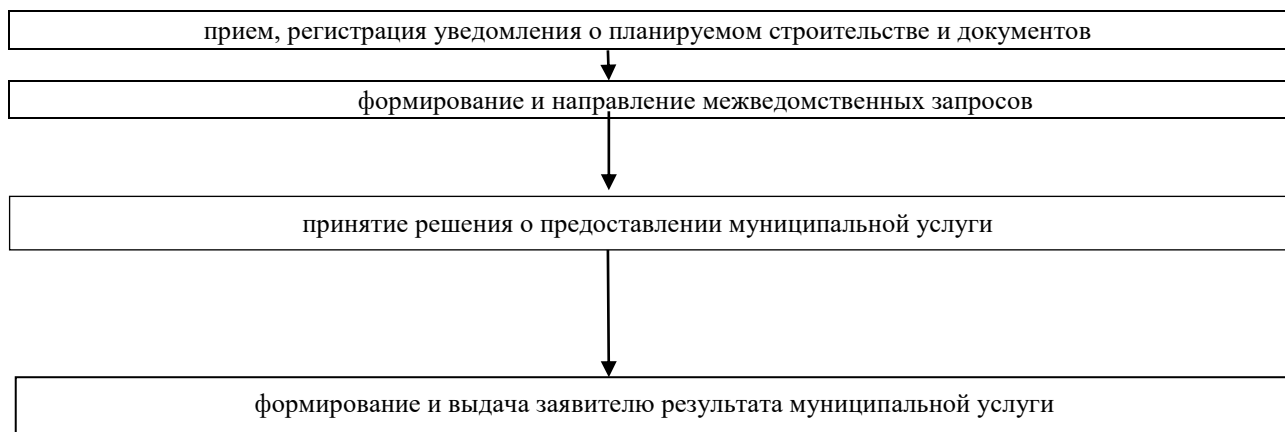 прием, регистрация уведомления о планируемом строительстве и документов
формирование и направление межведомственных запросов
принятие решения о предоставлении муниципальной услуги
формирование и выдача заявителю результата муниципальной услуги